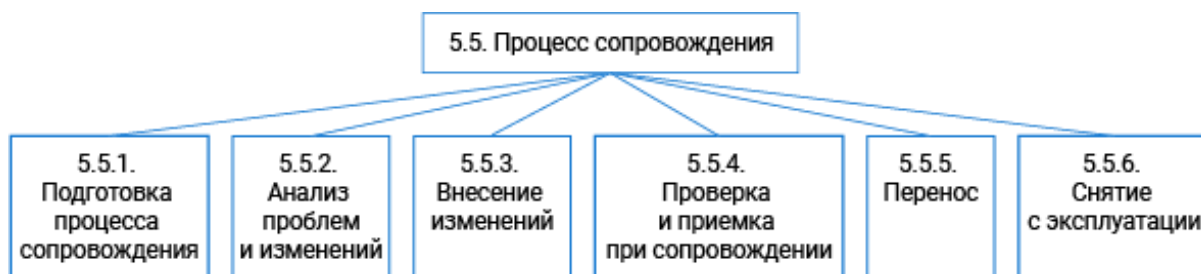 5.5. Процесс сопровождения
5.5.1.
Подготовка
процесса
сопровождения
5.5.2.
Анализ
проблем
и изменений
5.5.3.
Внесение
изменений
5.5.4.
Проверка
и приемка
при сопровождении
5.5.5.
Перенос
5.5.6.
Снятие
с эксплуатации